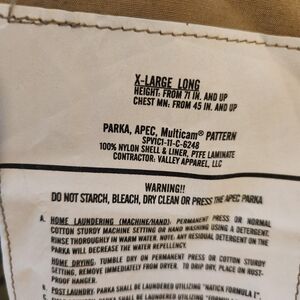 X-LARGE LONG
HEIGHT: FROM 71 IN. AND UP
CHEST MN: FROM 45 IN. AND UP
PARKA, APEC, Multicam® PATTERN
SPVIC1-11-C-6246
100% NYLON SHELL & LINER, PTFE LAMINATE
CONTRACTOR: VALLEY APPAREL, LLC
WARNING!!
DO NOT STARCH, BLEACH, DRY CLEAN OR PRESS THE APEC PARKA
A. HOME LAUNDERING (MACHINE/HAND): PERMANENT PRESS OR NORMAL
COTTON STURDY MACHINE SETTING OR HAND WASHING USING A DETERGENT.
RINSE THOROUGHLY IN WARM WATER. NOTE, ANY RESIDUAL DETERGENT ON THE
PARKA WILL DECREASE THE WATER REPELLENCY.
HOME DRYING: TUMBLE DRY ON PERMANENT PRESS OR COTTON STURDY
SETTING, REMOVE IMMEDIATELY FROM DRYER. TO DRIP DRY, PLACE ON RUST-
PROOF HANGER.
POST LAUNDRY: SHALL BE LAUNDERED UTILIZING "NATICK FORMULA I".
SHALL BE LAUNDERED UTILIZING